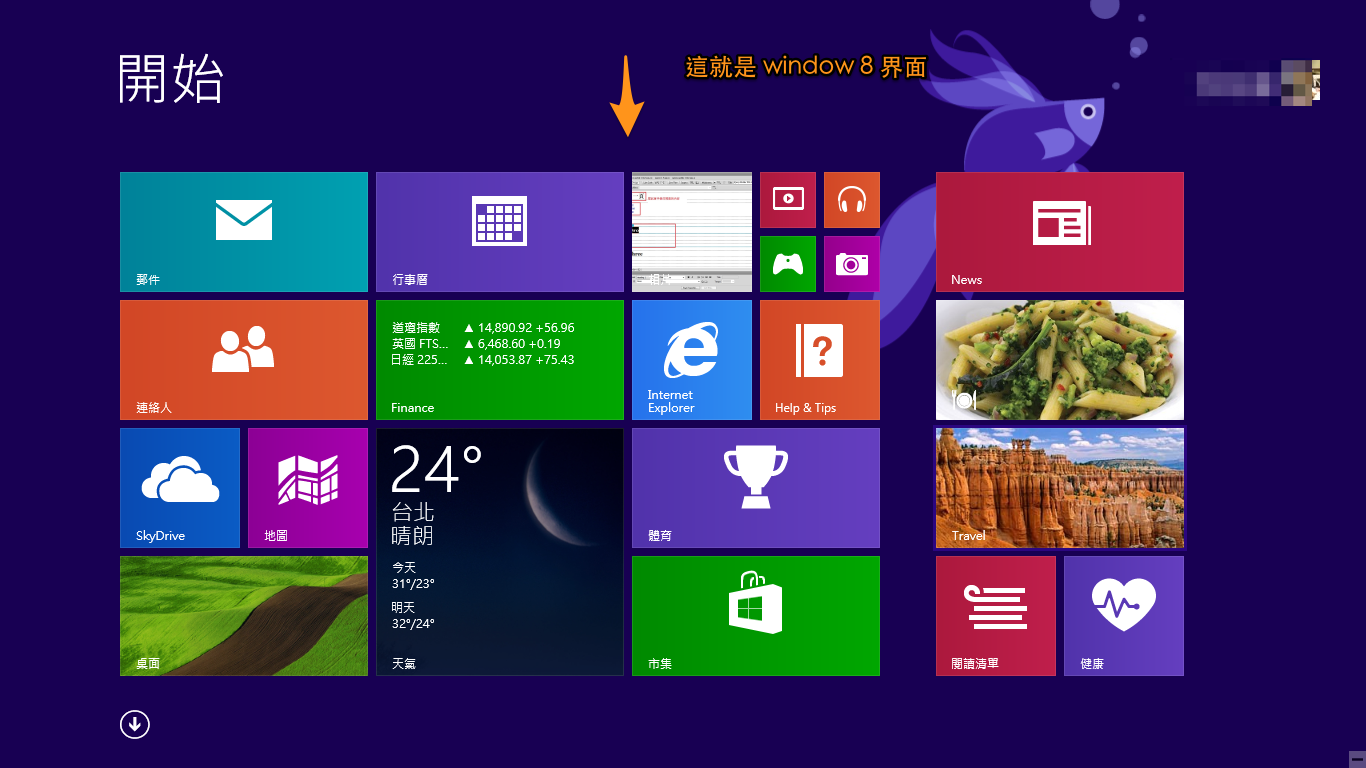 開始
這就是 window 8 界面
郵件
行事曆
News
連絡人
道瓊指數 ▲ 14,890.92 +56.96
英國 FTS... ▲ 6,468.60 +0.19
日經 225... ▲ 14,053.87 +75.43
Finance
Internet
Explorer
Help & Tips
SkyDrive
地圖
24°
台北
晴朗
今天
31°/23°
明天
32°/24°
天氣
體育
Travel
桌面
市集
閱讀清單
健康